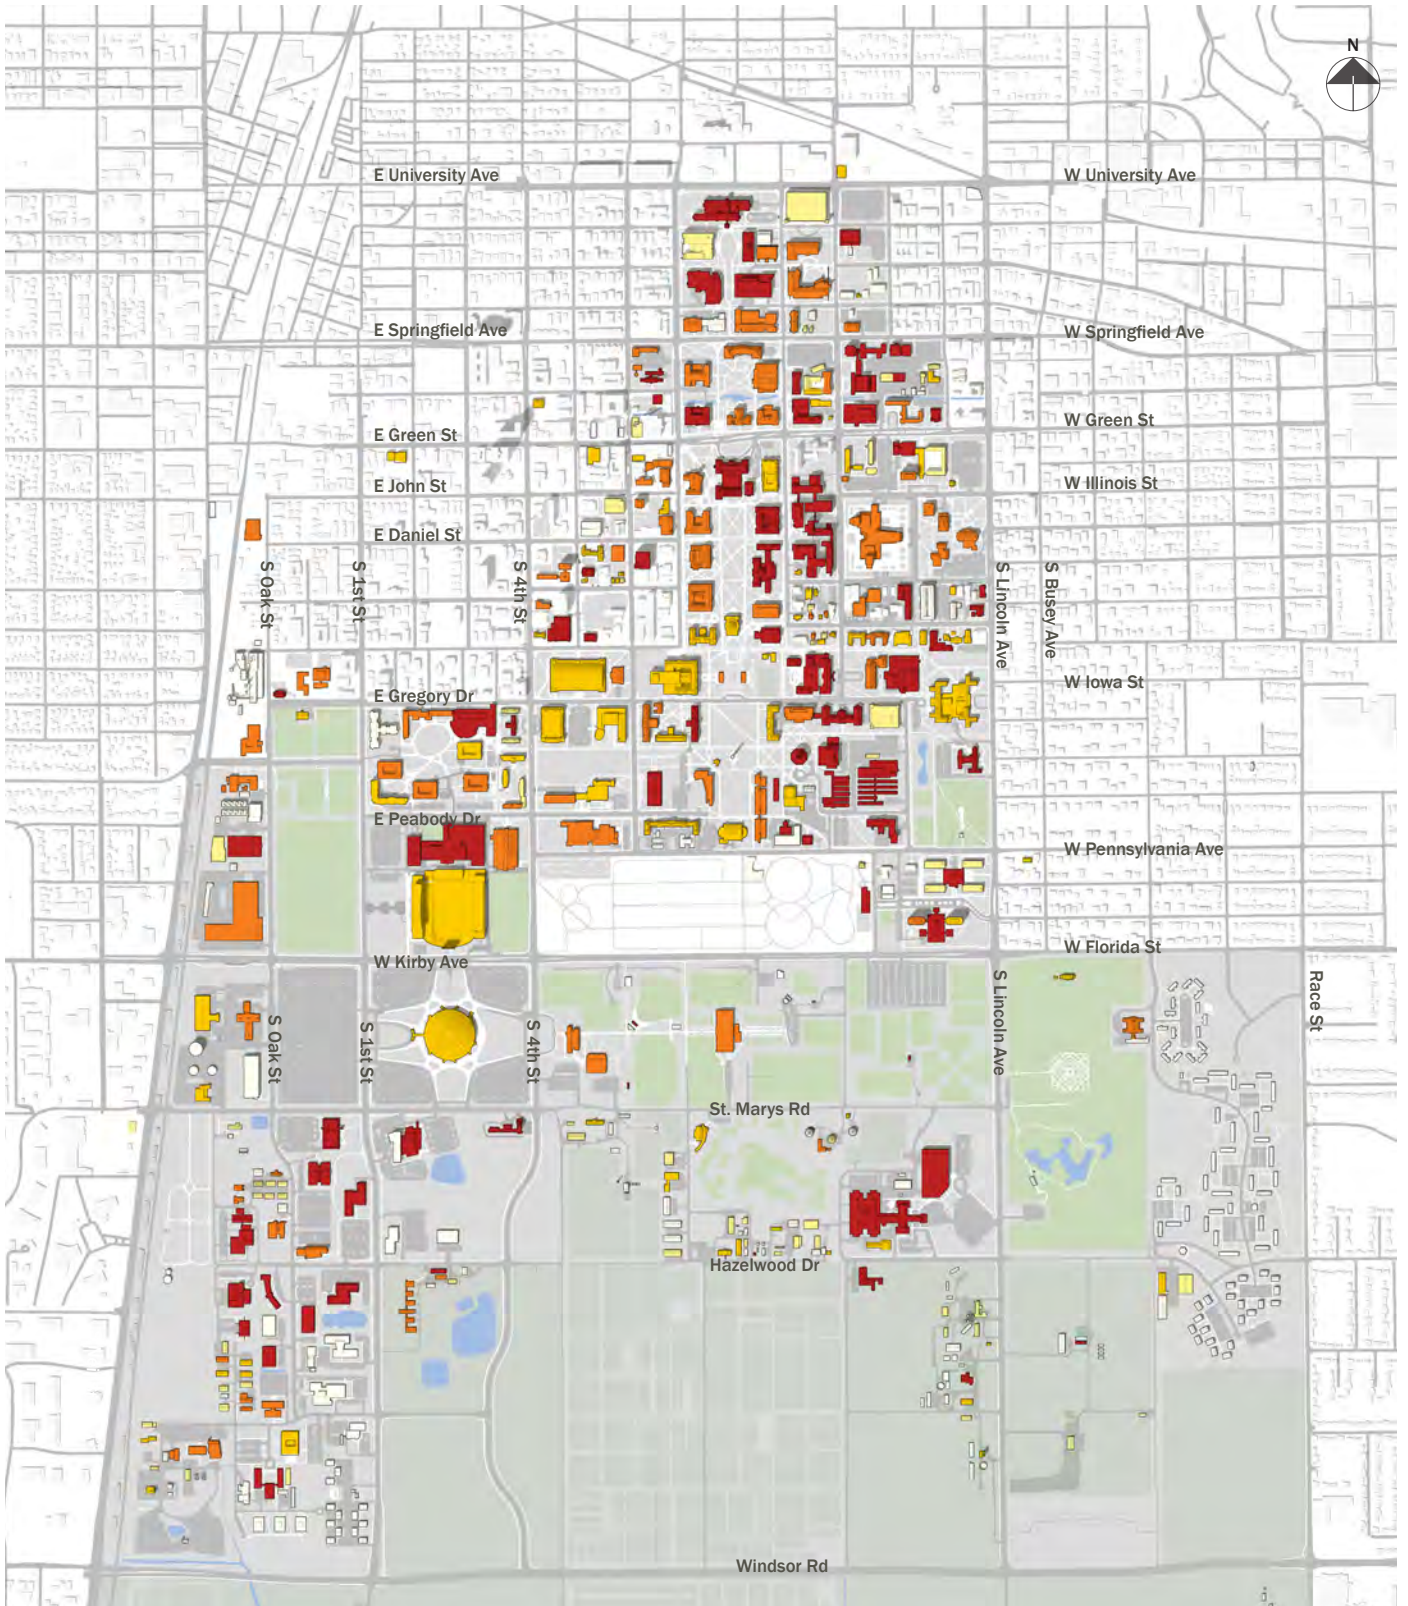 N
E University Ave
W University Ave
E Springfield Ave
W Springfield Ave
W Green St
E Green St
E John St
W Illinois St
E Daniel St
S Oak St
S 1st St
S 4th St
S Lincoln Ave
S Busey Ave
W Iowa St
E Gregory Dr
E Peabody Dr
W Pennsylvania Ave
W Florida St
W Kirby Ave
S Oak St
S 1st St
S 4th St
S Lincoln Ave
Race St
St. Marys Rd
Hazelwood Dr
Windsor Rd